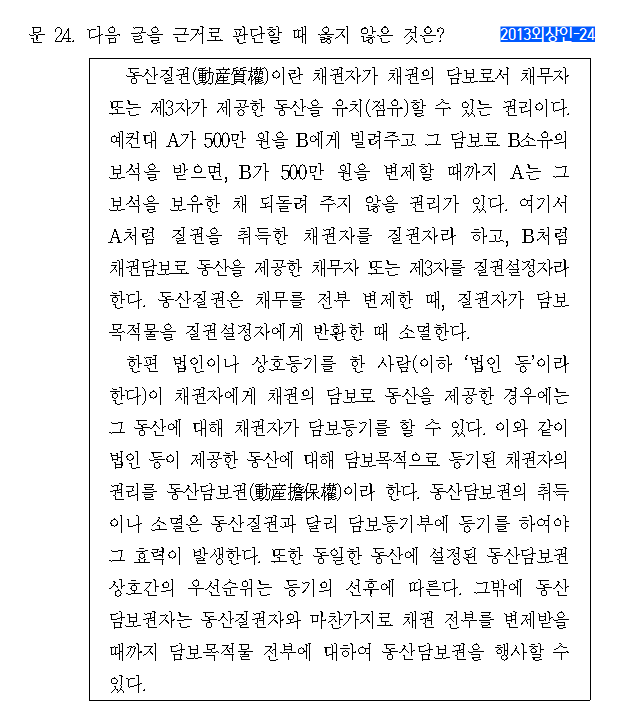 문 24. 다음 글을 근거로 판단할 때 옳지 않은 것은? 2013외상인-24
동산질권(動産質權)이란 채권자가 채권의 담보로서 채무자
또는 제3자가 제공한 동산을 유치(점유)할 수 있는 권리이다.
예컨대 A가 500만 원을 B에게 빌려주고 그 담보로 B소유의
보석을 받으면, B가 500만 원을 변제할 때까지 A는 그
보석을 보유한 채 되돌려 주지 않을 권리가 있다. 여기서
A처럼 질권을 취득한 채권자를 질권자라 하고, B처럼
채권담보로 동산을 제공한 채무자 또는 제3자를 질권설정자라
한다. 동산질권은 채무를 전부 변제한 때, 질권자가 담보
목적물을 질권설정자에게 반환한 때 소멸한다.
한편 법인이나 상호등기를 한 사람(이하 '법인 등'이라
한다)이 채권자에게 채권의 담보로 동산을 제공한 경우에는
그 동산에 대해 채권자가 담보등기를 할 수 있다. 이와 같이
법인 등이 제공한 동산에 대해 담보목적으로 등기된 채권자의
권리를 동산담보권(動産擔保權)이라 한다. 동산담보권의 취득
이나 소멸은 동산질권과 달리 담보등기부에 등기를 하여야
그 효력이 발생한다. 또한 동일한 동산에 설정된 동산담보권
상호간의 우선순위는 등기의 선후에 따른다. 그밖에 동산
담보권자는 동산질권자와 마찬가지로 채권 전부를 변제받을
때까지 담보목적물 전부에 대하여 동산담보권을 행사할 수
있다.